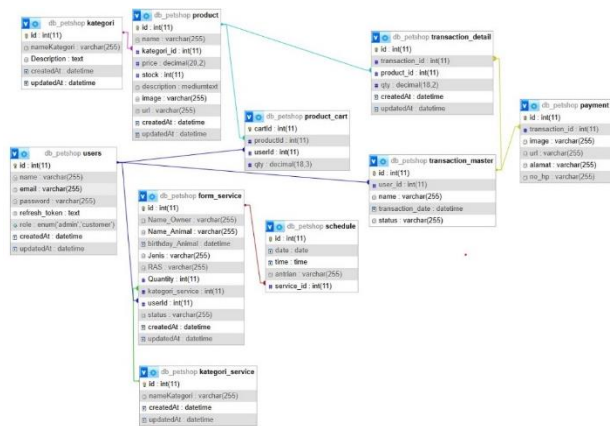 db_petshop kategori
id : int(11)
nameKategori : varchar(255)
Description : text
createdAt : datetime
updatedAt : datetime
db_petshop product
id : int(11)
name : varchar(255)
kategori_id : int(11)
price : decimal(20,2)
stock : int(11)
description : mediumtext
image : varchar(255)
url : varchar(255)
createdAt : datetime
updatedAt : datetime
db_petshop transaction_detail
id : int(11)
transaction_id : int(11)
product_id : int(11)
qty : decimal(18,2)
createdAt : datetime
updatedAt : datetime
db_petshop payment
id : int(11)
transaction_id : int(11)
image : varchar(255)
url : varchar(255)
alamat : varchar(255)
no_hp : varchar(255)
db_petshop product_cart
cartId : int(11)
productId : int(11)
userId : int(11)
qty : decimal(18,3)
db_petshop users
id : int(11)
name : varchar(255)
email : varchar(255)
password : varchar(255)
refresh_token : text
role : enum('admin','customer')
createdAt : datetime
updatedAt : datetime
db_petshop transaction_master
id : int(11)
user_id : int(11)
name : varchar(255)
transaction_date : datetime
status : varchar(255)
db_petshop form_service
id : int(11)
Name_Owner : varchar(255)
Name_Animal : varchar(255)
birthday_Animal : datetime
Jenis : varchar(255)
RAS : varchar(255)
Quantity : int(11)
kategori_service : int(11)
userId : int(11)
status : varchar(255)
createdAt : datetime
updatedAt : datetime
db_petshop schedule
id : int(11)
date : date
time : time
antrian : varchar(255)
service_id : int(11)
db_petshop kategori_service
id : int(11)
nameKategori : varchar(255)
createdAt : datetime
updatedAt : datetime